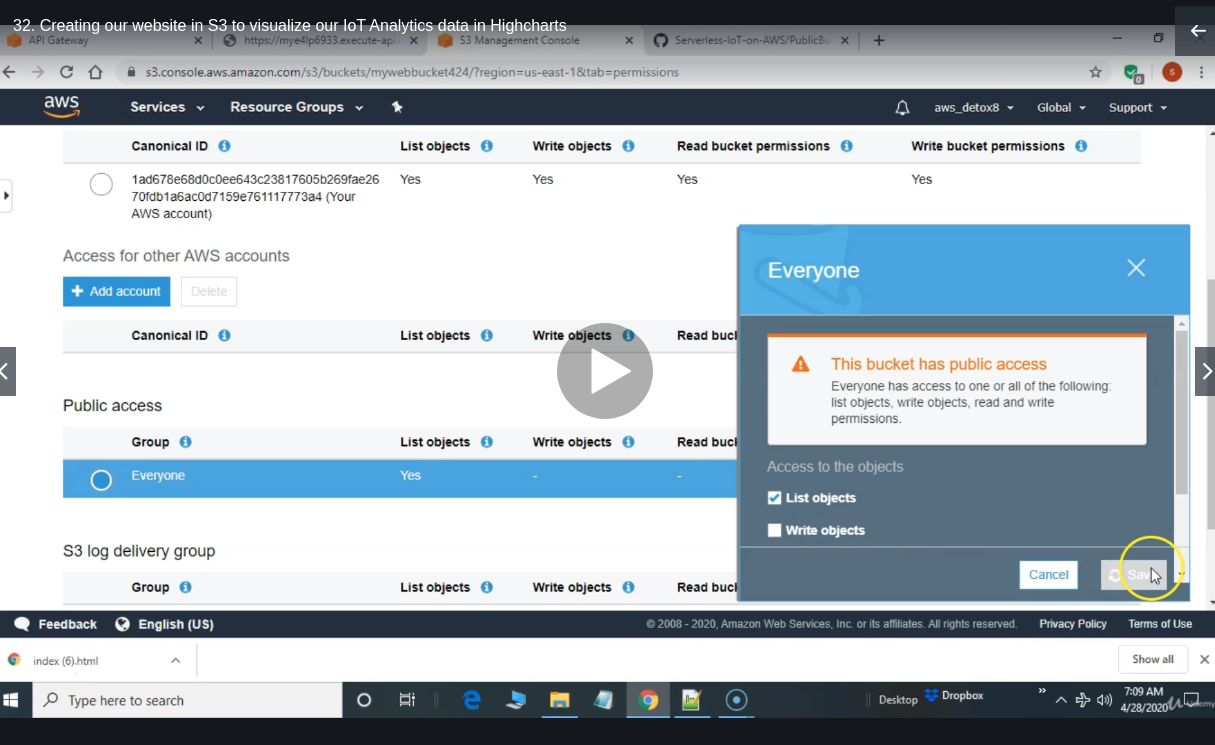 32. Creating our website in S3 to visualize our IoT Analytics data in Highcharts
API Gateway
https://mye4lp6933.execute-api
S3 Management Console
Serverless-IoT-on-AWS/PublicBu
s3.console.aws.amazon.com/s3/buckets/mywebbucket424/?region=us-east-1&tab=permissions
0
S
aws
Services
Resource Groups
aws_detox8
Global
Support
Canonical ID
List objects
Write objects
Read bucket permissions
Write bucket permissions
1ad678e68d0c0ee643c23817605b269fae26
70fdb1a6ac0d7159e761117773a4 (Your
AWS account)
Yes
Yes
Yes
Yes
Access for other AWS accounts
+ Add account
Delete
Canonical ID
List objects
Write objects
Read buck
Public access
Group
List objects
Write objects
Read buck
Everyone
Yes
-
-
S3 log delivery group
Group
List objects
Write objects
Read buck
Everyone
This bucket has public access
Everyone has access to one or all of the following:
list objects, write objects, read and write
permissions.
Access to the objects
List objects
Write objects
Cancel
Save
Feedback
English (US)
© 2008 - 2020, Amazon Web Services, Inc. or its affiliates. All rights reserved.
Privacy Policy
Terms of Use
index (6).html
Show all
Type here to search
Desktop
Dropbox
7:09 AM
4/28/2020
Udemy